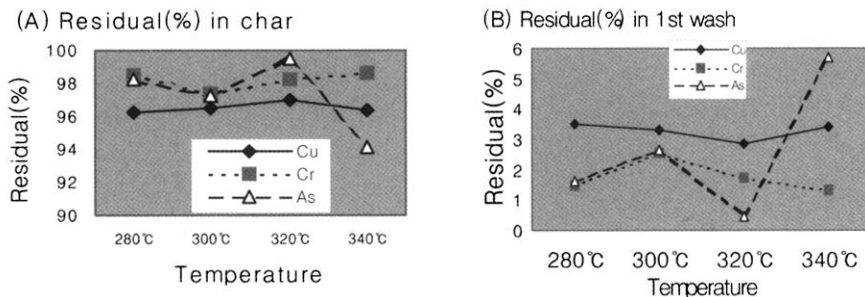 (A) Residual(%) in char
Residual(%)
100
98
96
94
92
90
Cu
Cr
As
280℃ 300℃ 320℃ 340℃
Temperature
(B) Residual(%) in 1st wash
Residual(%)
6
5
4
3
2
1
0
Cu
Cr
As
280℃ 300℃ 320℃ 340℃
Temperature